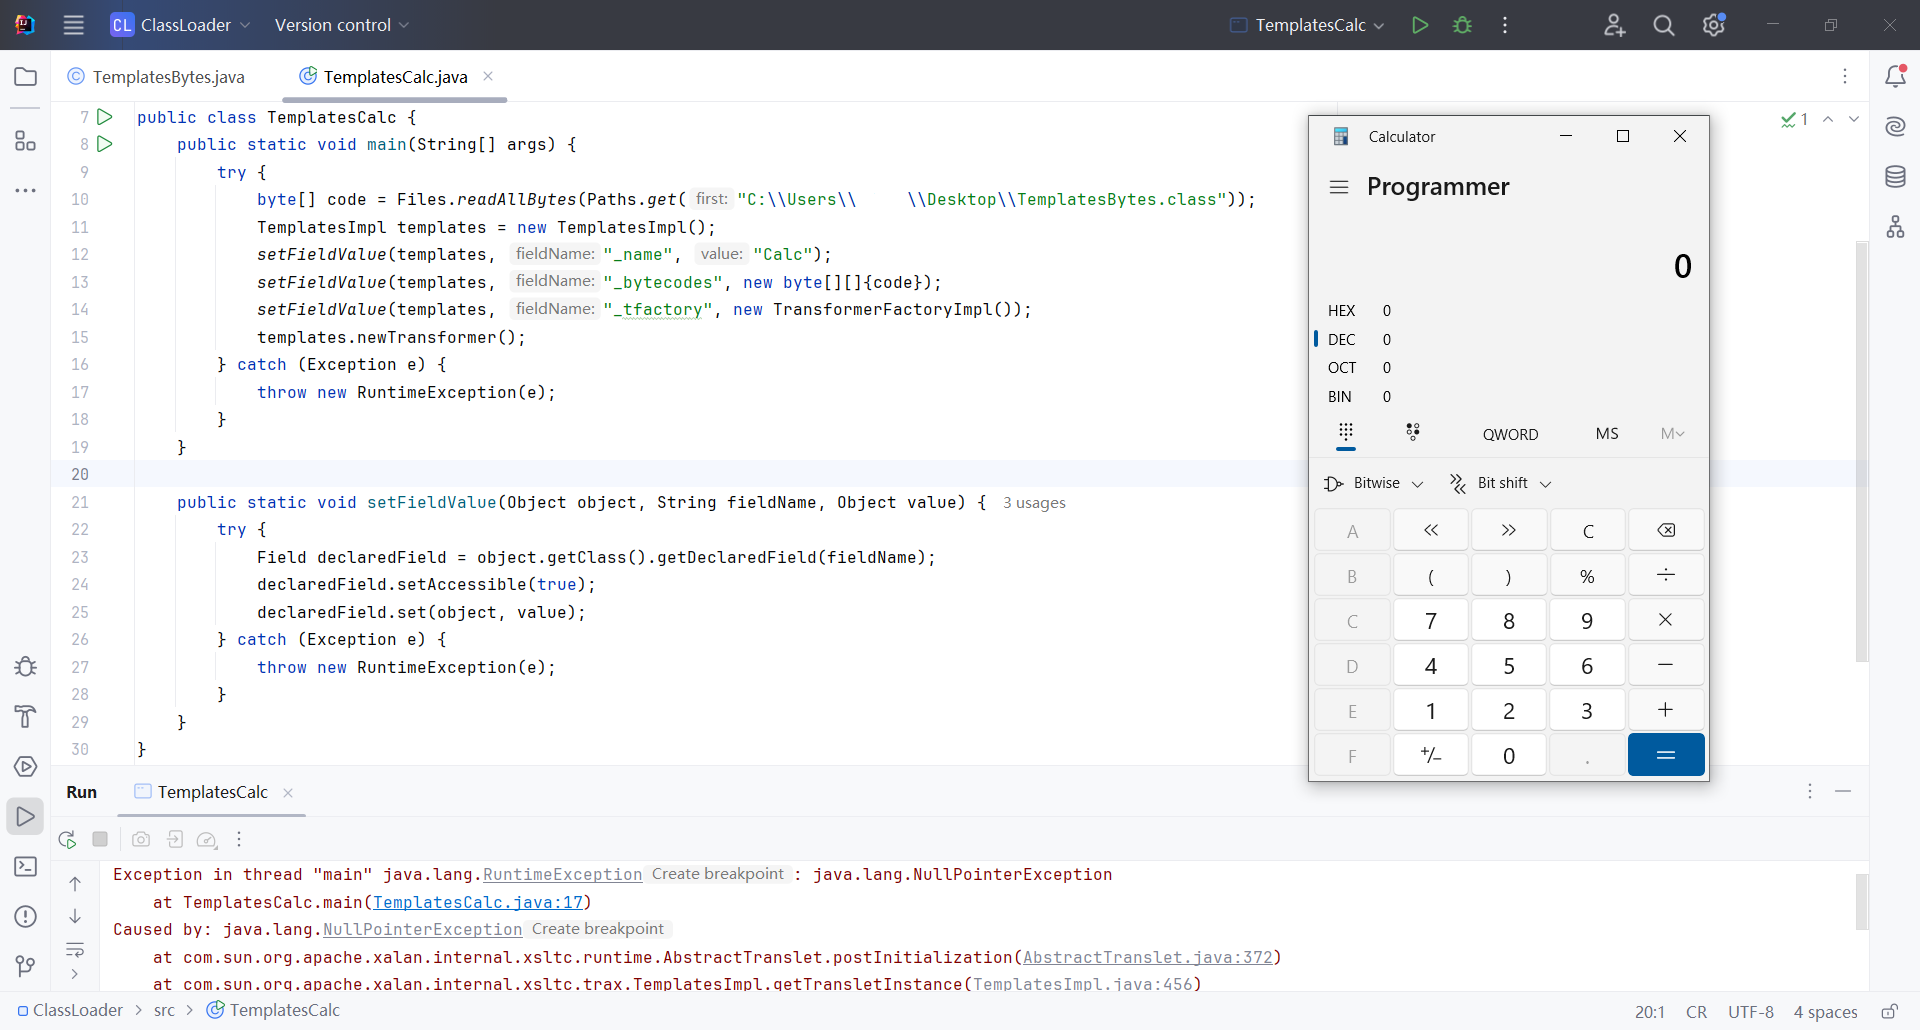 CL ClassLoader Version control TemplatesCalc
TemplatesBytes.java TemplatesCalc.java
7 public class TemplatesCalc {
8 public static void main(String[] args) {
9 try {
10 byte[] code = Files.readAllBytes(Paths.get( first: "C:\\Users\\ \\Desktop\\TemplatesBytes.class"));
11 TemplatesImpl templates = new TemplatesImpl();
12 setFieldValue(templates, fieldName: "_name", value: "Calc");
13 setFieldValue(templates, fieldName: "_bytecodes", new byte[][]{code});
14 setFieldValue(templates, fieldName: "_tfactory", new TransformerFactoryImpl());
15 templates.newTransformer();
16 } catch (Exception e) {
17 throw new RuntimeException(e);
18 }
19 }
20
21 public static void setFieldValue(Object object, String fieldName, Object value) { 3 usages
22 try {
23 Field declaredField = object.getClass().getDeclaredField(fieldName);
24 declaredField.setAccessible(true);
25 declaredField.set(object, value);
26 } catch (Exception e) {
27 throw new RuntimeException(e);
28 }
29 }
30 }
1
Calculator
Programmer
0
HEX 0
DEC 0
OCT 0
BIN 0
QWORD MS M
Bitwise Bit shift
A « » C
B ( ) % ÷
C 7 8 9 ×
D 4 5 6 −
E 1 2 3 +
F +/− 0 . =
Run TemplatesCalc
Exception in thread "main" java.lang.RuntimeException Create breakpoint : java.lang.NullPointerException
at TemplatesCalc.main(TemplatesCalc.java:17)
Caused by: java.lang.NullPointerException Create breakpoint
at com.sun.org.apache.xalan.internal.xsltc.runtime.AbstractTranslet.postInitialization(AbstractTranslet.java:372)
at com.sun.org.apache.xalan.internal.xsltc.trax.TemplatesImpl.getTransletInstance(TemplatesImpl.java:456)
ClassLoader > src > TemplatesCalc 20:1 CR UTF-8 4 spaces